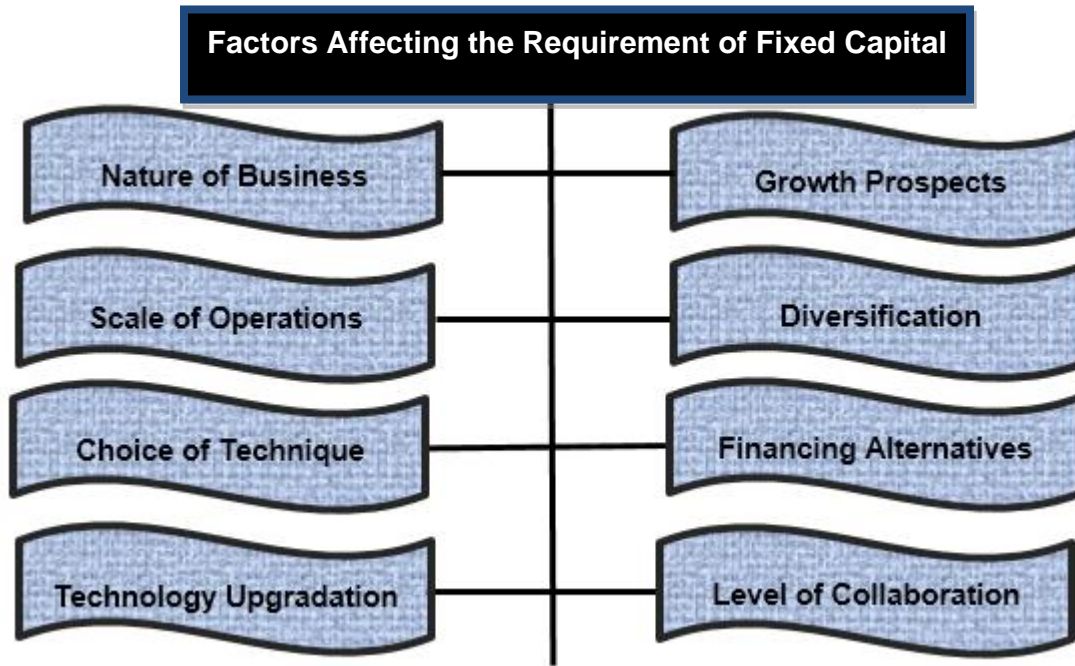 Factors Affecting the Requirement of Fixed Capital
Nature of Business
Growth Prospects
Scale of Operations
Diversification
Choice of Technique
Financing Alternatives
Technology Upgradation
Level of Collaboration